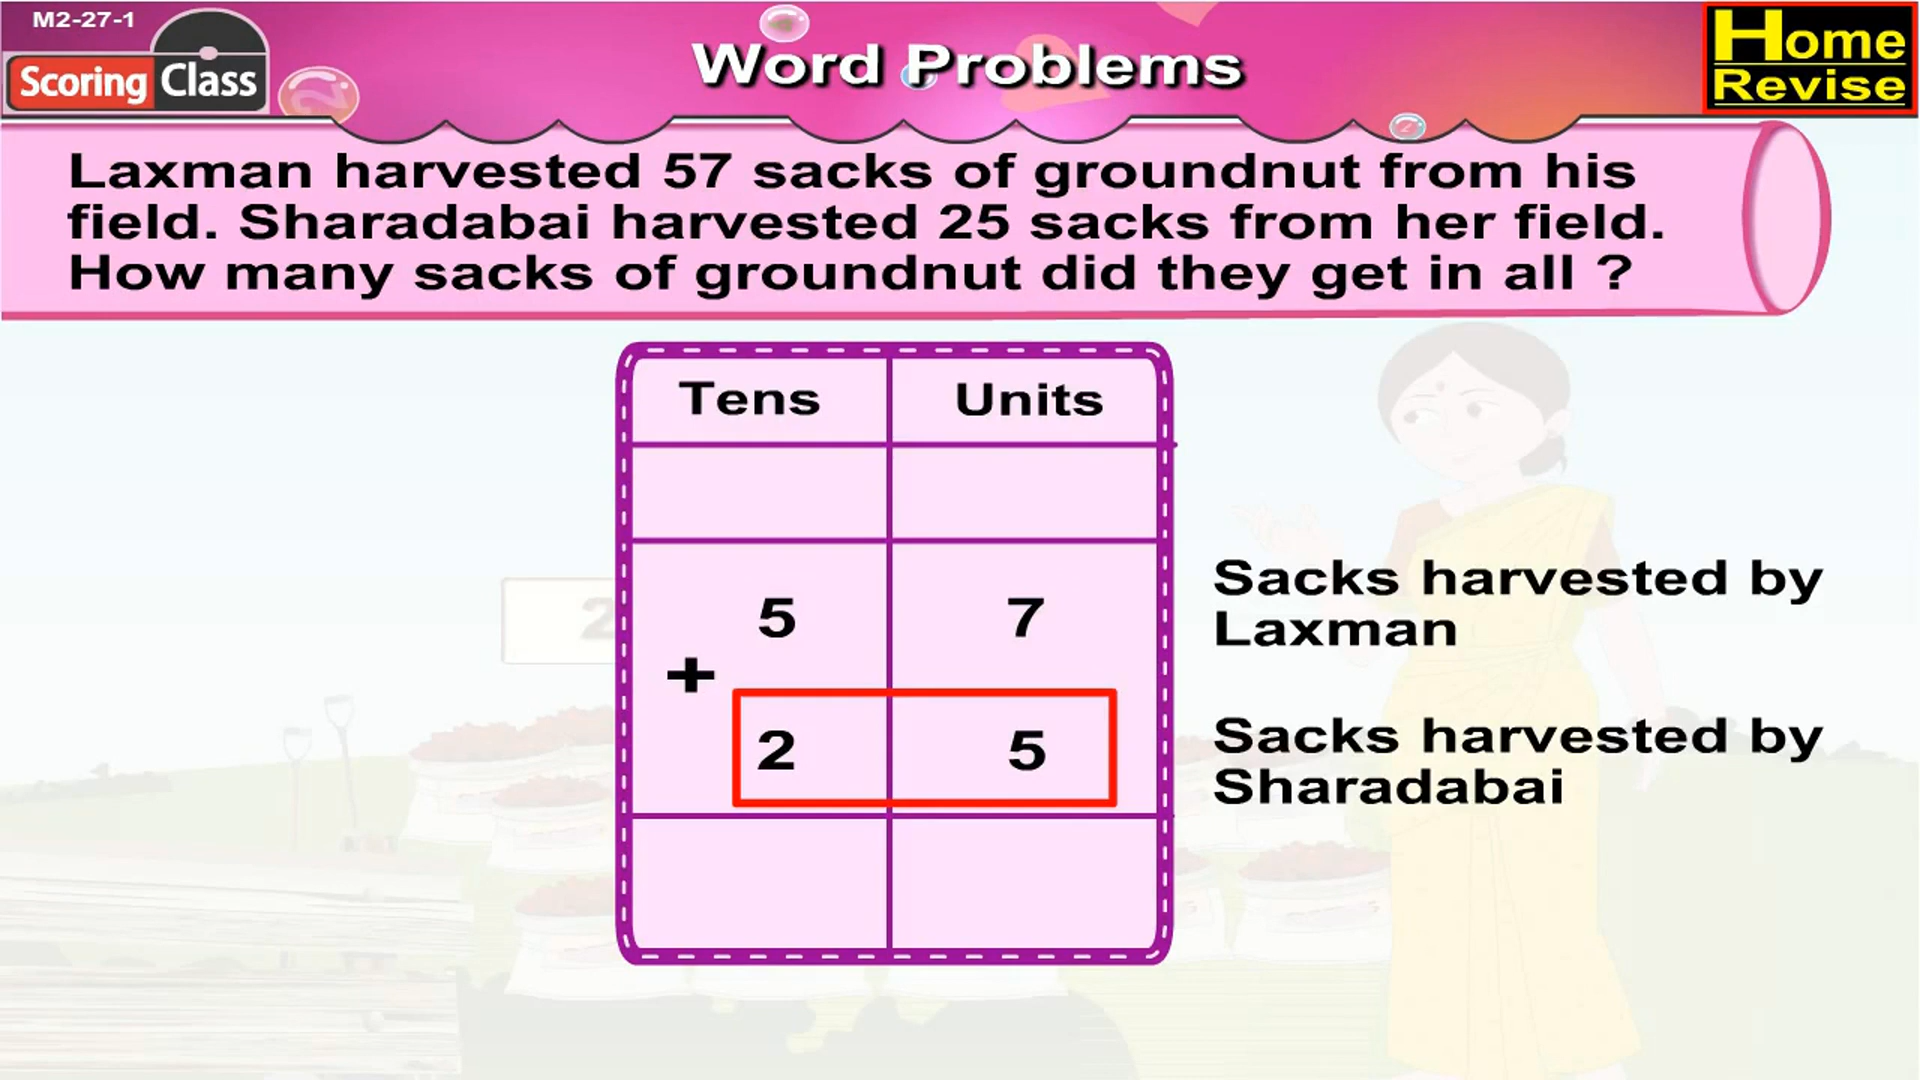 M2-27-1
Scoring Class
Word Problems
Home
Revise
Laxman harvested 57 sacks of groundnut from his
field. Sharadabai harvested 25 sacks from her field.
How many sacks of groundnut did they get in all ?
Tens Units
5 7
+
2 5
Sacks harvested by
Laxman
Sacks harvested by
Sharadabai
2